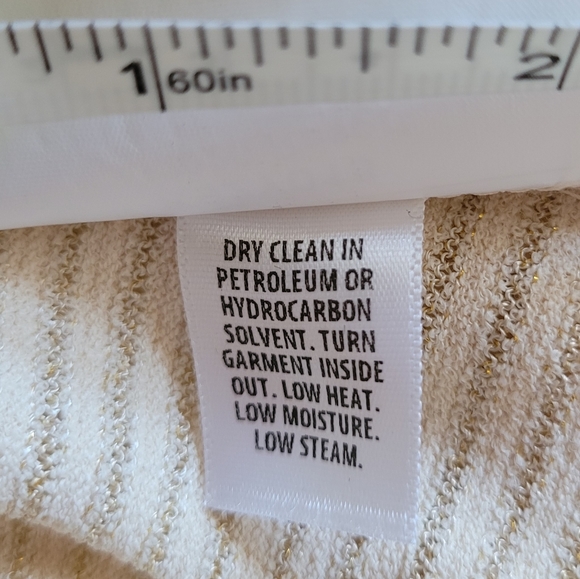 1 60in 2
DRY CLEAN IN
PETROLEUM OR
HYDROCARBON
SOLVENT. TURN
GARMENT INSIDE
OUT. LOW HEAT.
LOW MOISTURE.
LOW STEAM.